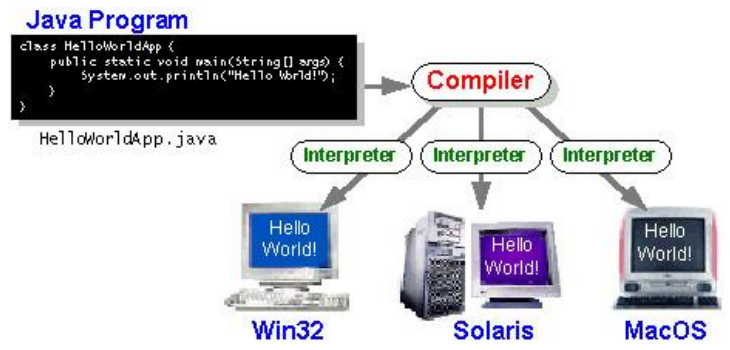 Java Program
class HelloWorldApp {
public static void main(String[] args) {
System.out.println("Hello World!");
}
}
HelloWorldApp.java
Compiler
Interpreter Interpreter Interpreter
Hello World!
Hello World!
Hello World!
Win32 Solaris MacOS